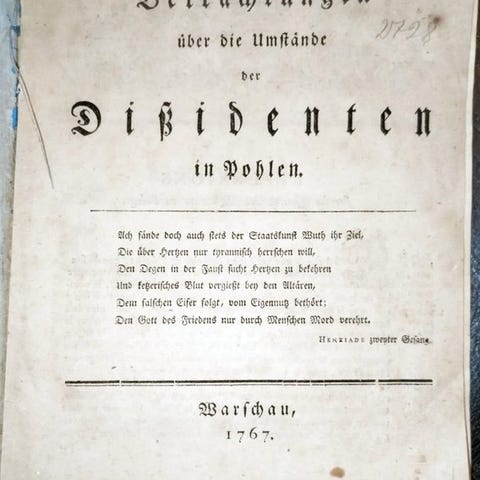 Betrachtungen
2728
über die Umſtände
der
Dißidenten
in Pohlen.
Ach fände doch auch ſtets der Staatskunſt Wuth ihr Ziel,
Die über Hertzen nur tyranniſch herrſchen will,
Den Degen in der Fauſt ſucht Hertzen zu bekehren
Und ketzeriſches Blut vergießt bey den Altären,
Dem falſchen Eifer folgt, vom Eigennutz bethört;
Den Gott des Friedens nur durch Menſchen Mord verehrt.
HENRIADE zweyter Geſang.
Warſchau,
1767.